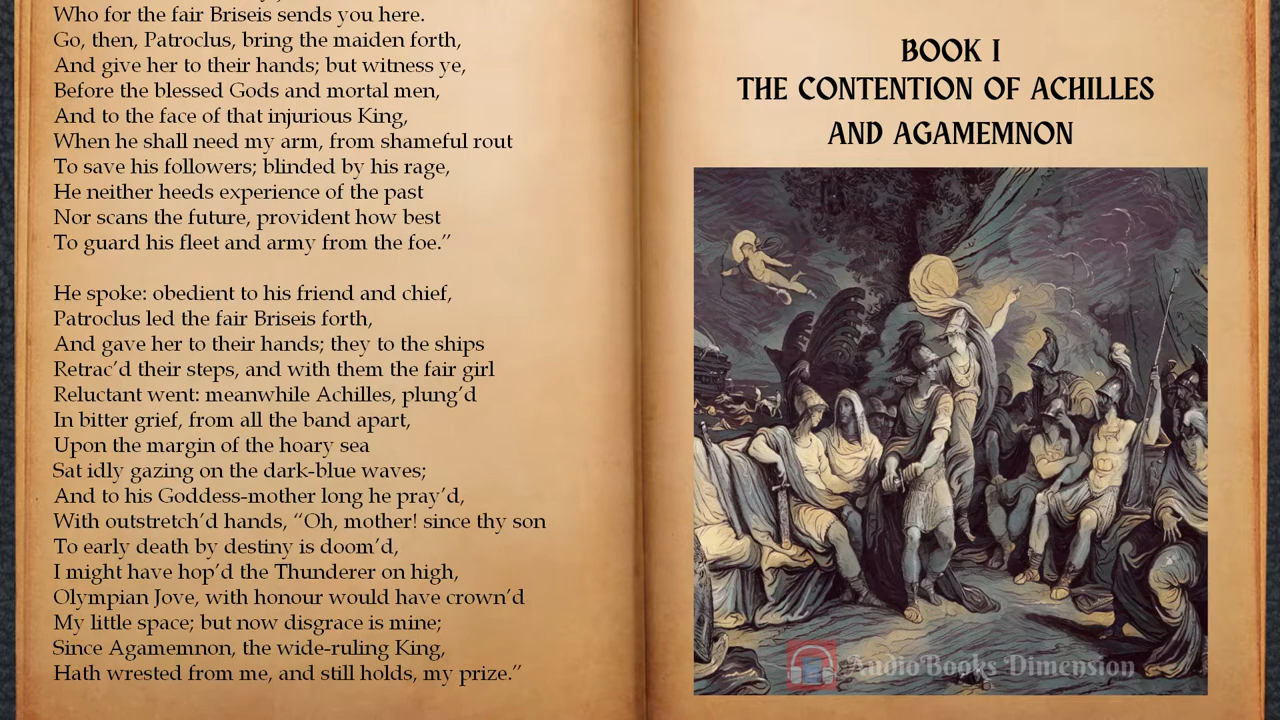 Who for the fair Briseis sends you here.
Go, then, Patroclus, bring the maiden forth,
And give her to their hands; but witness ye,
Before the blessed Gods and mortal men,
And to the face of that injurious King,
When he shall need my arm, from shameful rout
To save his followers; blinded by his rage,
He neither heeds experience of the past
Nor scans the future, provident how best
To guard his fleet and army from the foe.”
He spoke: obedient to his friend and chief,
Patroclus led the fair Briseis forth,
And gave her to their hands; they to the ships
Retrac’d their steps, and with them the fair girl
Reluctant went: meanwhile Achilles, plung’d
In bitter grief, from all the band apart,
Upon the margin of the hoary sea
Sat idly gazing on the dark-blue waves;
And to his Goddess-mother long he pray’d,
With outstretch’d hands, “Oh, mother! since thy son
To early death by destiny is doom’d,
I might have hop’d the Thunderer on high,
Olympian Jove, with honour would have crown’d
My little space; but now disgrace is mine;
Since Agamemnon, the wide-ruling King,
Hath wrested from me, and still holds, my prize.”
BOOK I
THE CONTENTION OF ACHILLES
AND AGAMEMNON
AudioBooks Dimension